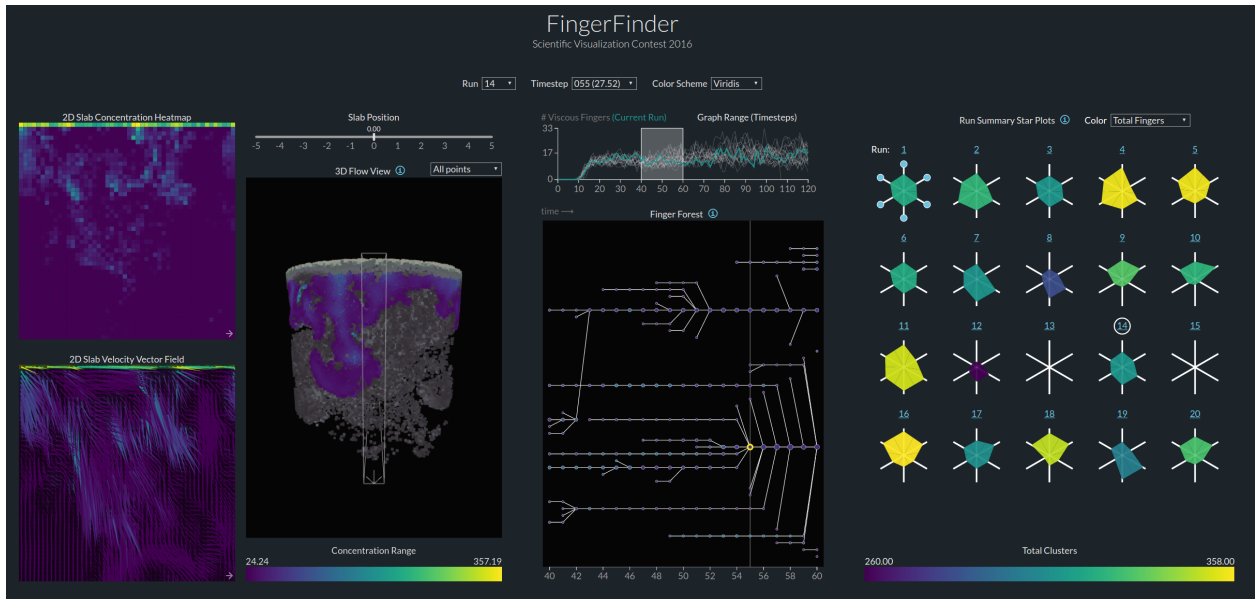 FingerFinder
Scientific Visualization Contest 2016
Run 14 Timestep 055 (27.52) Color Scheme Viridis
2D Slab Concentration Heatmap
2D Slab Velocity Vector Field
Slab Position
0.00
-5 -4 -3 -2 -1 0 1 2 3 4 5
3D Flow View All points
Concentration Range
24.24 357.19
# Viscous Fingers (Current Run) Graph Range (Timesteps)
33
17
0
0 10 20 30 40 50 60 70 80 90 100 110 120
time → Finger Forest
40 42 44 46 48 50 52 54 56 58 60
Run Summary Star Plots Color Total Fingers
Run: 1 2 3 4 5
6 7 8 9 10
11 12 13 14 15
16 17 18 19 20
Total Clusters
260.00 358.00